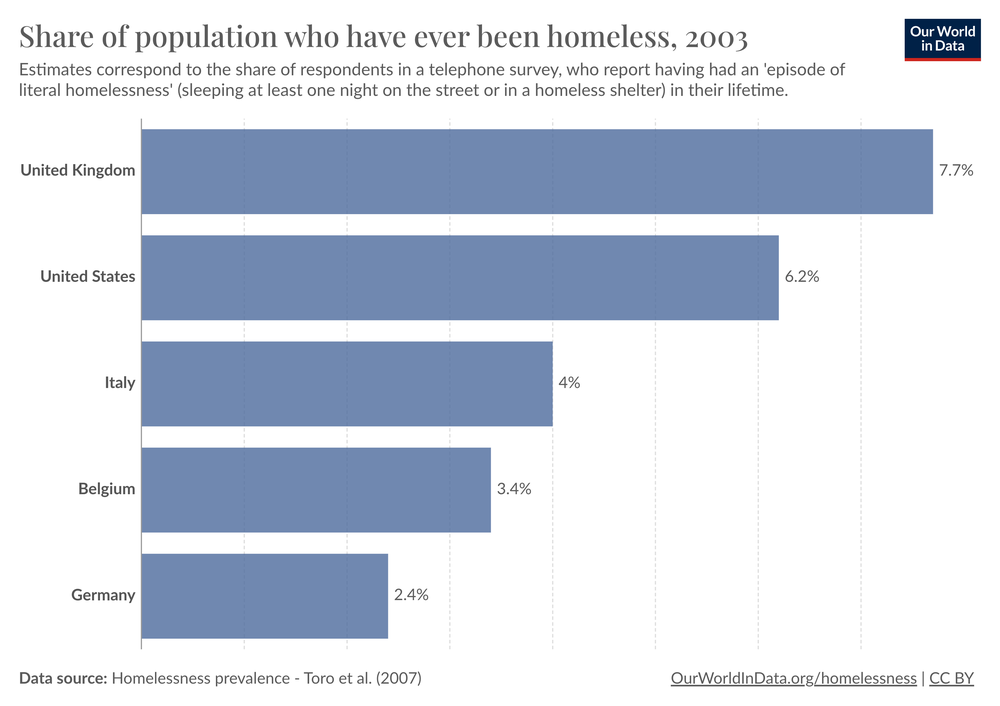 Share of population who have ever been homeless, 2003
Our World
in Data
Estimates correspond to the share of respondents in a telephone survey, who report having had an 'episode of
literal homelessness' (sleeping at least one night on the street or in a homeless shelter) in their lifetime.
United Kingdom 7.7%
United States 6.2%
Italy 4%
Belgium 3.4%
Germany 2.4%
Data source: Homelessness prevalence - Toro et al. (2007)
OurWorldInData.org/homelessness | CC BY